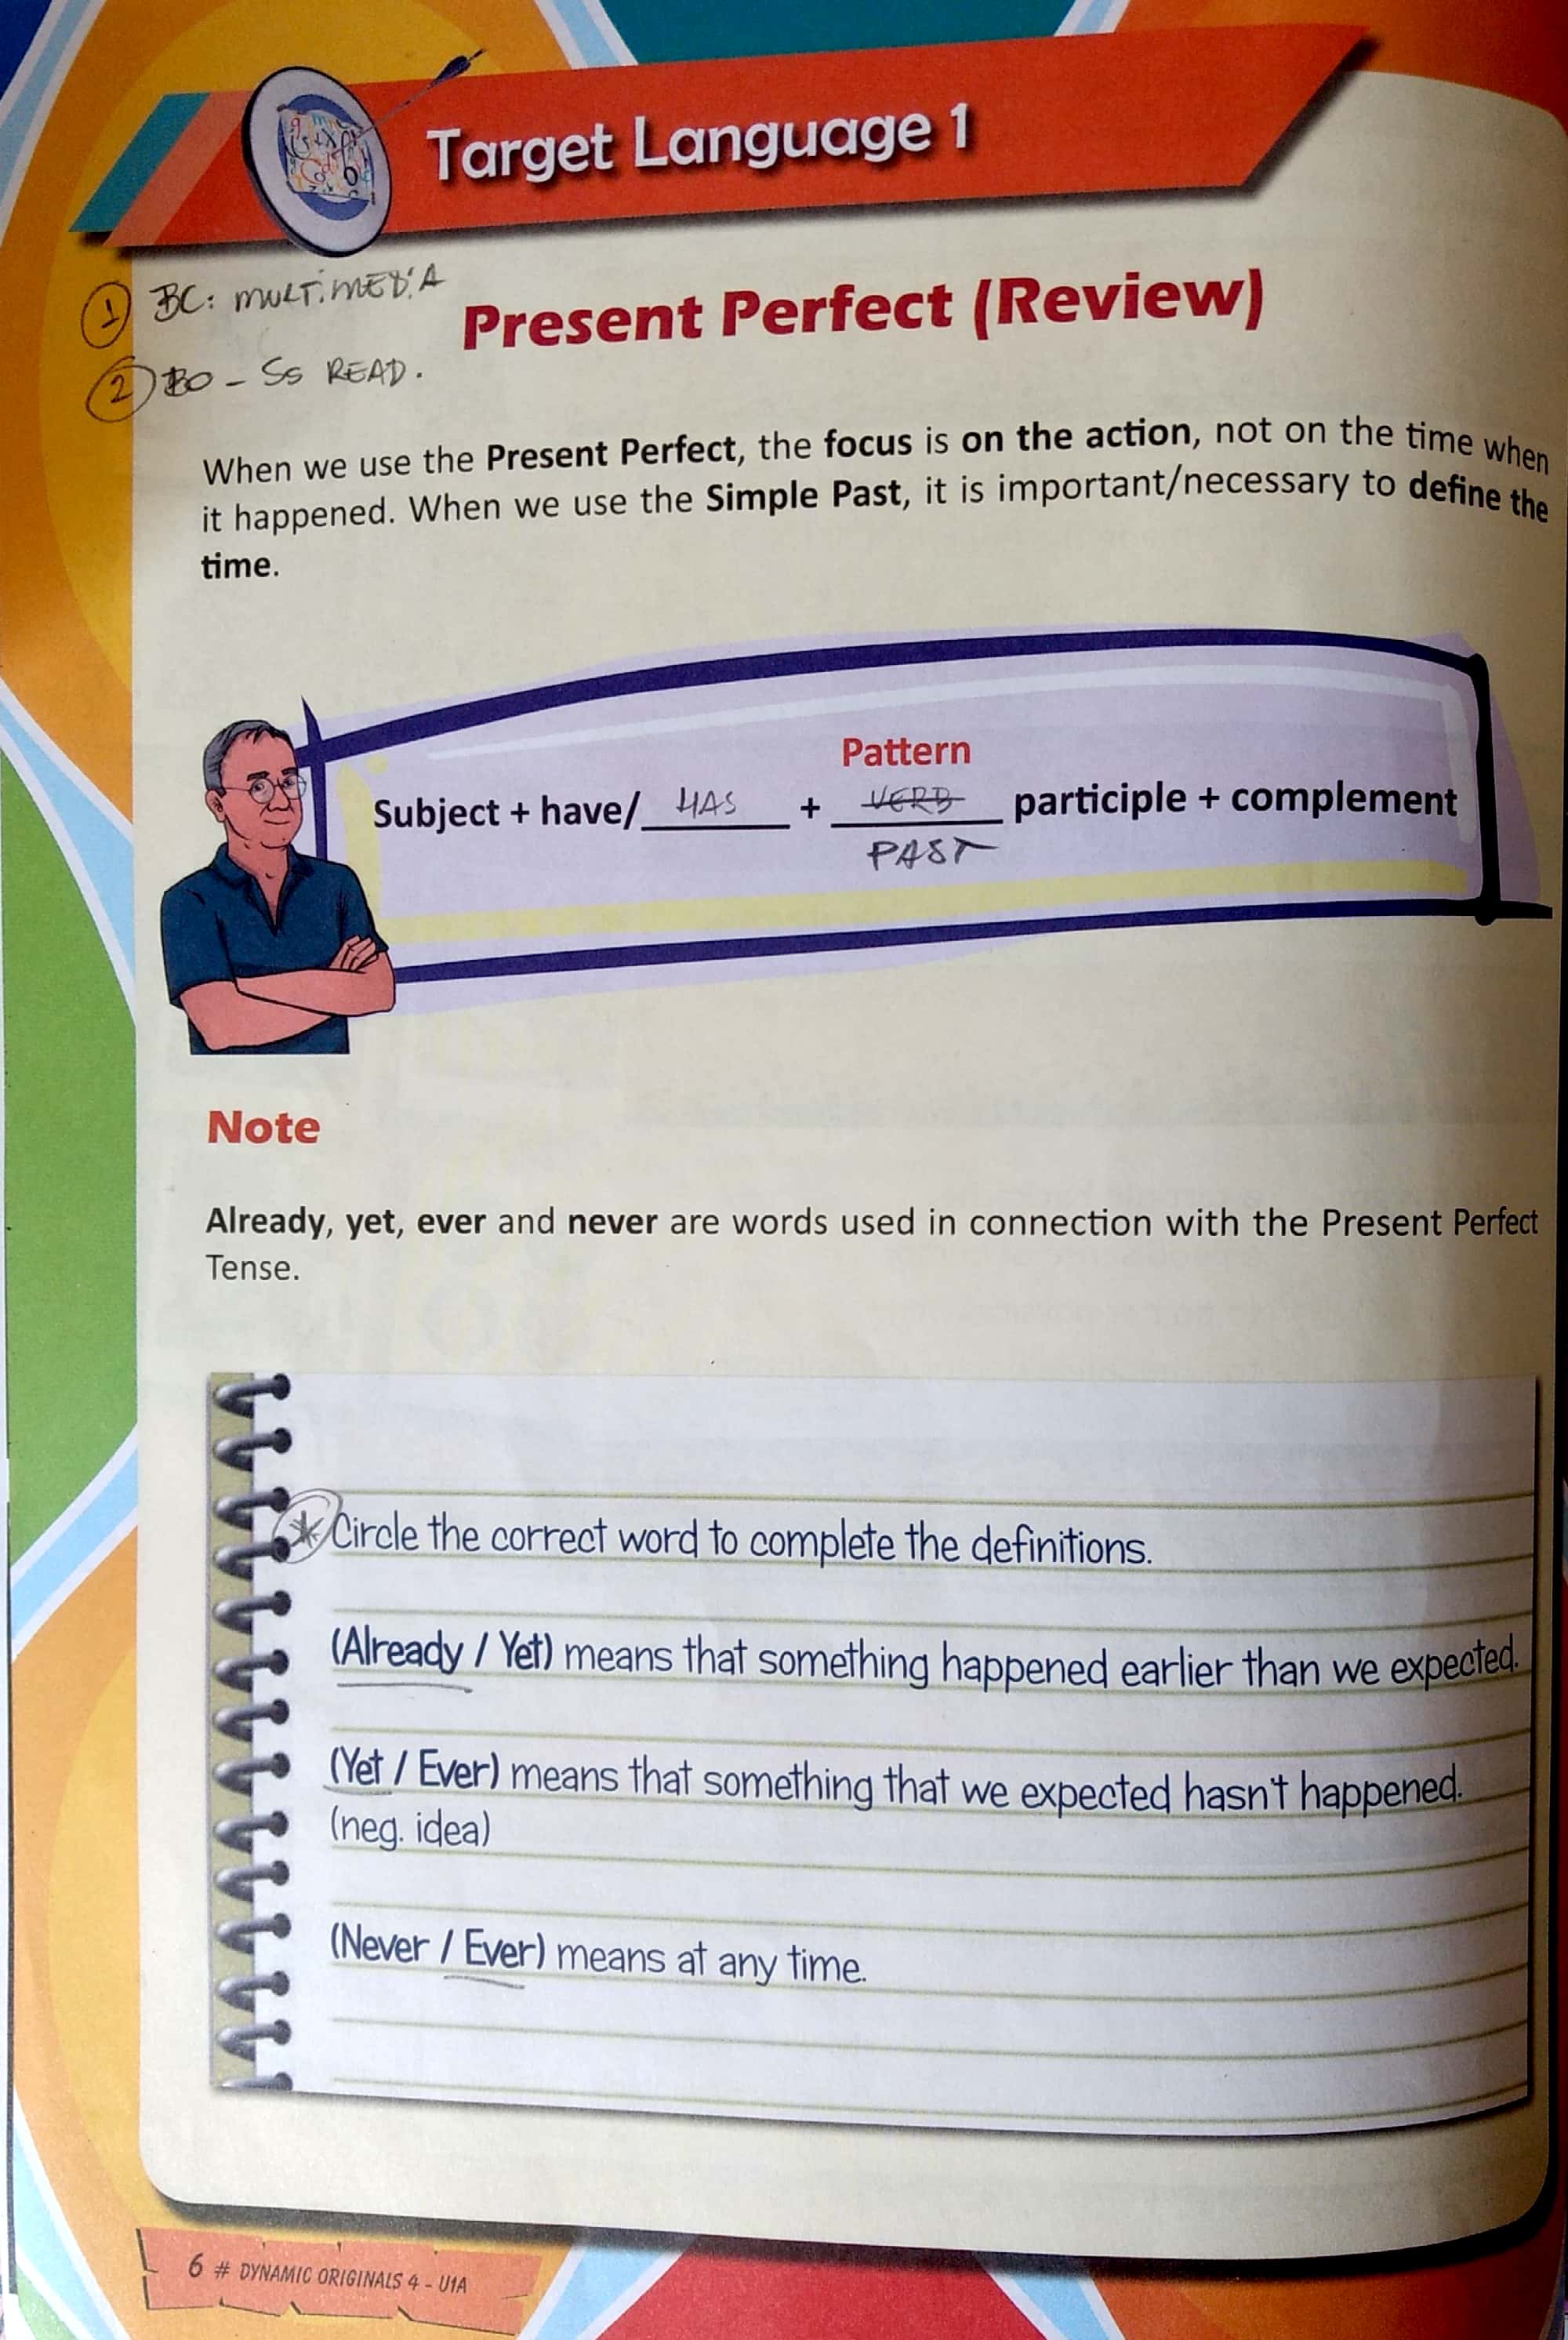 Target Language 1
① BC: MULTIMEDIA
Present Perfect (Review)
② BO - Ss READ.
When we use the Present Perfect, the focus is on the action, not on the time when
it happened. When we use the Simple Past, it is important/necessary to define the
time.
Pattern
Subject + have/ HAS + VERB participle + complement
PAST
Note
Already, yet, ever and never are words used in connection with the Present Perfect
Tense.
* Circle the correct word to complete the definitions.
(Already / Yet) means that something happened earlier than we expected.
(Yet / Ever) means that something that we expected hasn't happened.
(neg. idea)
(Never / Ever) means at any time.
6 # DYNAMIC ORIGINALS 4 - U1A